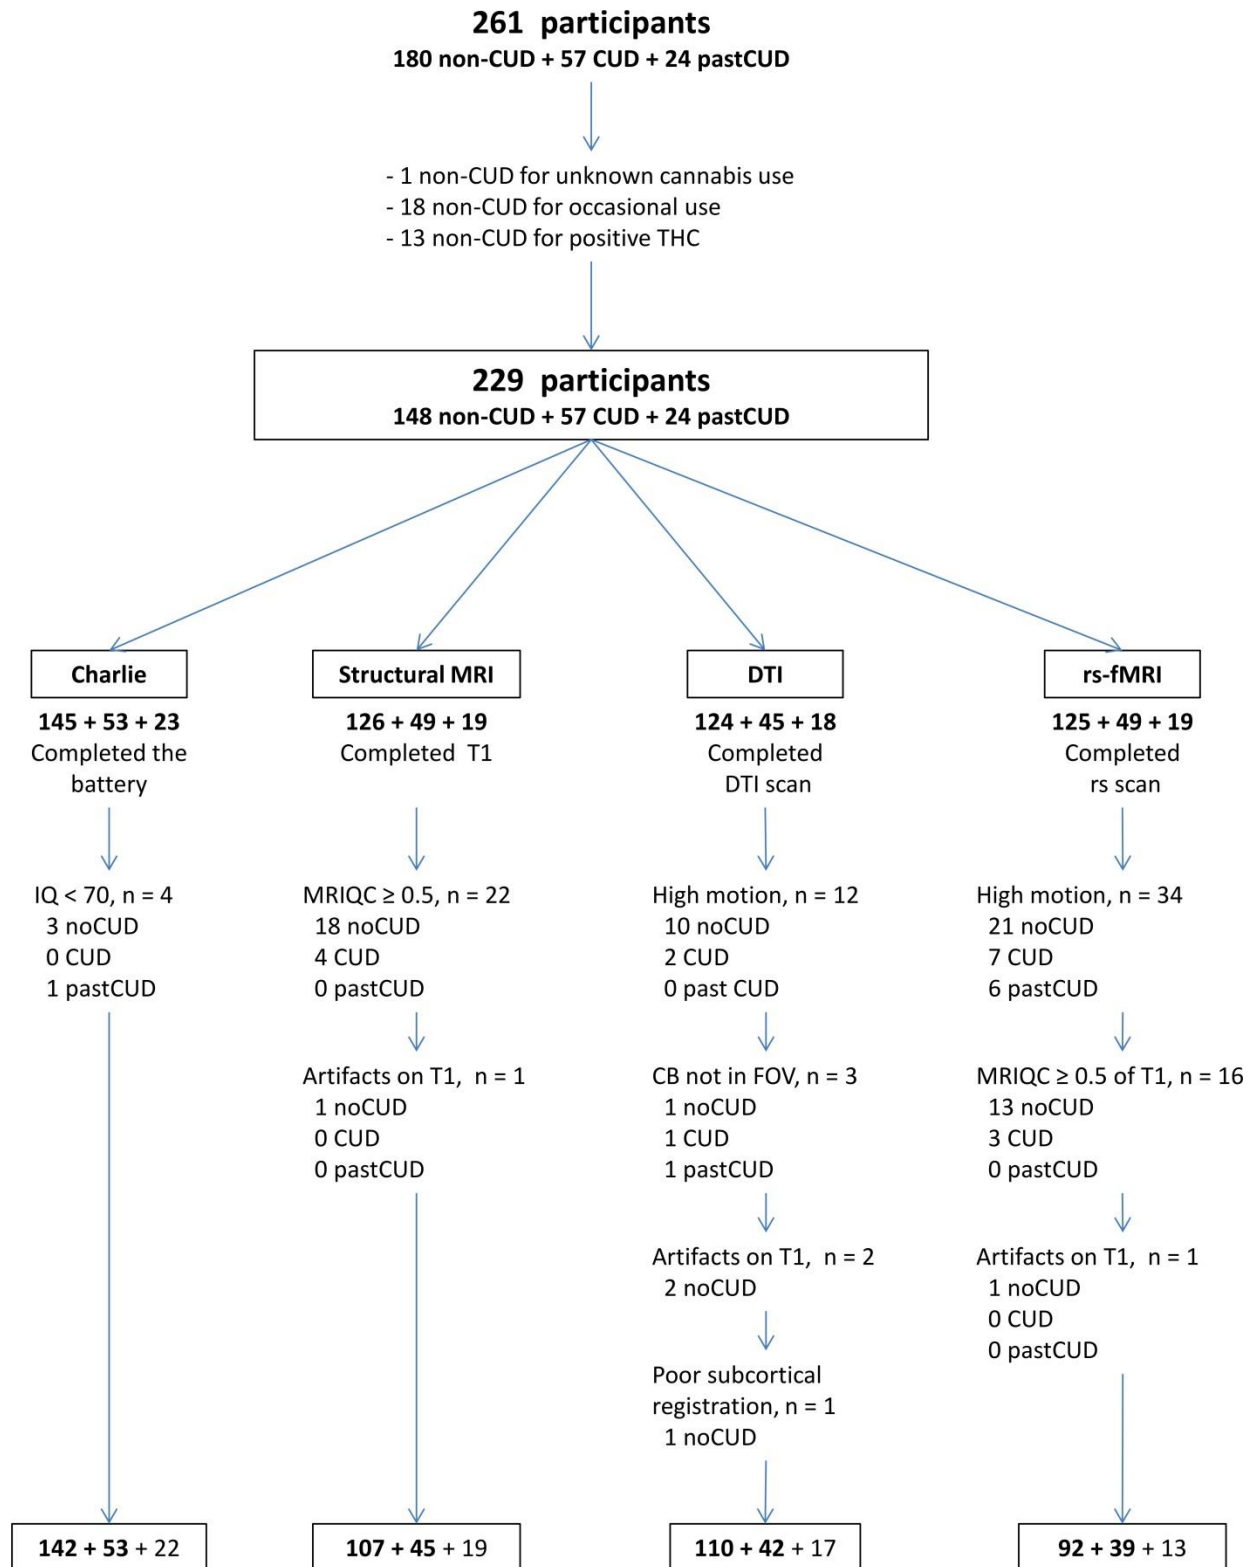 261 participants
180 non-CUD + 57 CUD + 24 pastCUD
- 1 non-CUD for unknown cannabis use
- 18 non-CUD for occasional use
- 13 non-CUD for positive THC
229 participants
148 non-CUD + 57 CUD + 24 pastCUD
Charlie
145 + 53 + 23
Completed the
battery
IQ < 70, n = 4
3 noCUD
0 CUD
1 pastCUD
142 + 53 + 22
Structural MRI
126 + 49 + 19
Completed T1
MRIQC ≥ 0.5, n = 22
18 noCUD
4 CUD
0 pastCUD
Artifacts on T1, n = 1
1 noCUD
0 CUD
0 pastCUD
107 + 45 + 19
DTI
124 + 45 + 18
Completed
DTI scan
High motion, n = 12
10 noCUD
2 CUD
0 past CUD
CB not in FOV, n = 3
1 noCUD
1 CUD
1 pastCUD
Artifacts on T1, n = 2
2 noCUD
Poor subcortical
registration, n = 1
1 noCUD
110 + 42 + 17
rs-fMRI
125 + 49 + 19
Completed
rs scan
High motion, n = 34
21 noCUD
7 CUD
6 pastCUD
MRIQC ≥ 0.5 of T1, n = 16
13 noCUD
3 CUD
0 pastCUD
Artifacts on T1, n = 1
1 noCUD
0 CUD
0 pastCUD
92 + 39 + 13